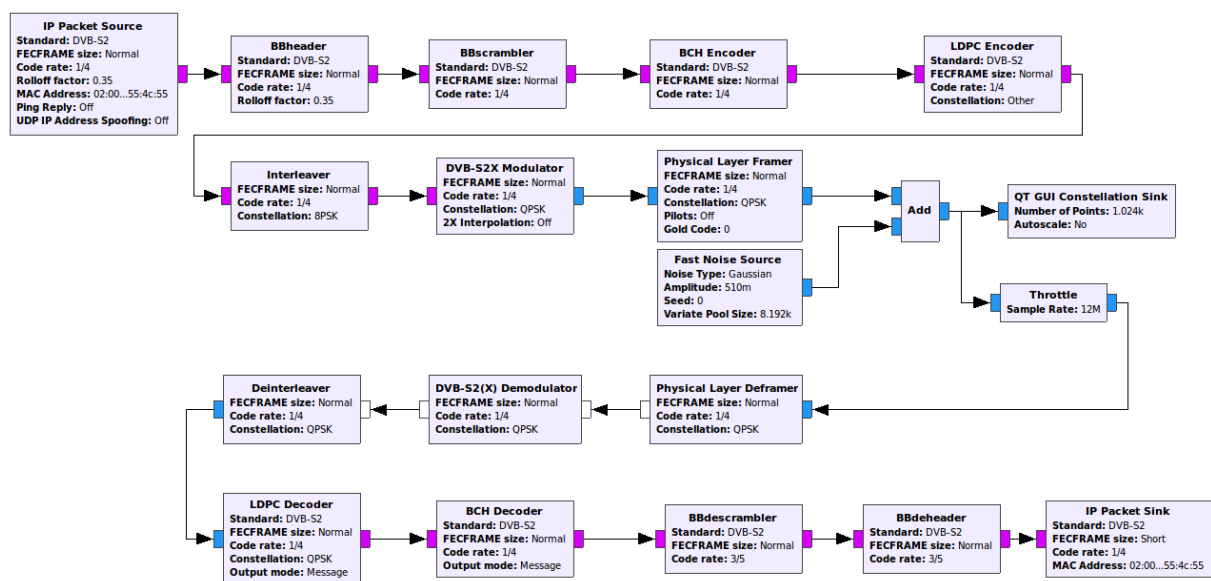 IP Packet Source
Standard: DVB-S2
FECFRAME size: Normal
Code rate: 1/4
Rolloff factor: 0.35
MAC Address: 02:00...55:4c:55
Ping Reply: Off
UDP IP Address Spoofing: Off
BBheader
Standard: DVB-S2
FECFRAME size: Normal
Code rate: 1/4
Rolloff factor: 0.35
BBscrambler
Standard: DVB-S2
FECFRAME size: Normal
Code rate: 1/4
BCH Encoder
Standard: DVB-S2
FECFRAME size: Normal
Code rate: 1/4
LDPC Encoder
Standard: DVB-S2
FECFRAME size: Normal
Code rate: 1/4
Constellation: Other
Interleaver
FECFRAME size: Normal
Code rate: 1/4
Constellation: 8PSK
DVB-S2X Modulator
FECFRAME size: Normal
Code rate: 1/4
Constellation: QPSK
2X Interpolation: Off
Physical Layer Framer
FECFRAME size: Normal
Code rate: 1/4
Constellation: QPSK
Pilots: Off
Gold Code: 0
Fast Noise Source
Noise Type: Gaussian
Amplitude: 510m
Seed: 0
Variate Pool Size: 8.192k
Add
QT GUI Constellation Sink
Number of Points: 1.024k
Autoscale: No
Throttle
Sample Rate: 12M
Deinterleaver
FECFRAME size: Normal
Code rate: 1/4
Constellation: QPSK
DVB-S2(X) Demodulator
FECFRAME size: Normal
Code rate: 1/4
Constellation: QPSK
Physical Layer Deframer
FECFRAME size: Normal
Code rate: 1/4
Constellation: QPSK
LDPC Decoder
Standard: DVB-S2
FECFRAME size: Normal
Code rate: 1/4
Constellation: QPSK
Output mode: Message
BCH Decoder
Standard: DVB-S2
FECFRAME size: Normal
Code rate: 1/4
Output mode: Message
BBdescrambler
Standard: DVB-S2
FECFRAME size: Normal
Code rate: 3/5
BBdeheader
Standard: DVB-S2
FECFRAME size: Normal
Code rate: 3/5
IP Packet Sink
Standard: DVB-S2
FECFRAME size: Short
Code rate: 1/4
MAC Address: 02:00...55:4c:55